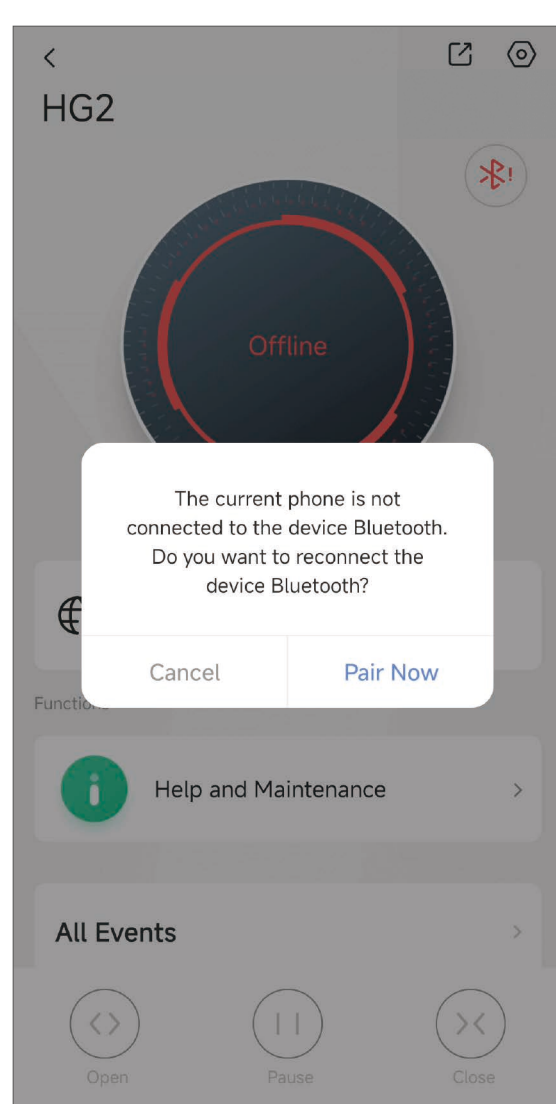 HG2
Offline
The current phone is not
connected to the device Bluetooth.
Do you want to reconnect the
device Bluetooth?
Cancel
Pair Now
Help and Maintenance
All Events
Open
Pause
Close